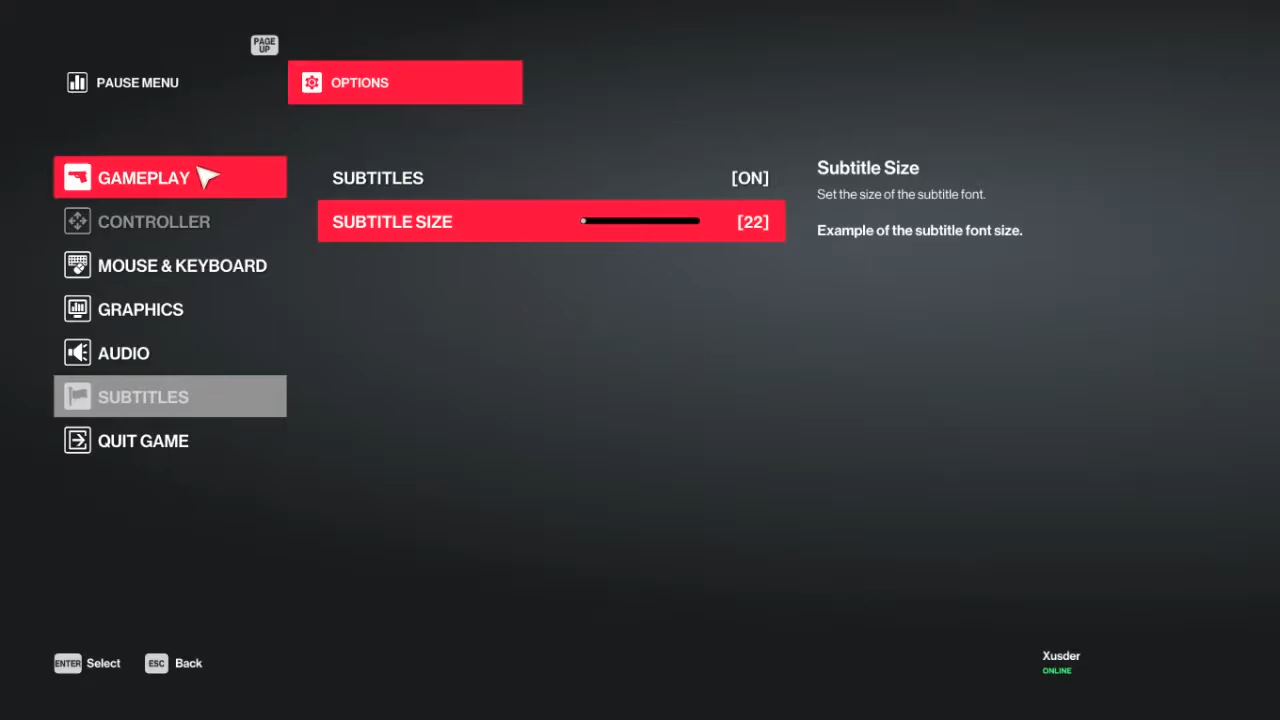 PAGE UP
PAUSE MENU
OPTIONS
GAMEPLAY
CONTROLLER
MOUSE & KEYBOARD
GRAPHICS
AUDIO
SUBTITLES
QUIT GAME
SUBTITLES [ON]
SUBTITLE SIZE [22]
Subtitle Size
Set the size of the subtitle font.
Example of the subtitle font size.
ENTER Select ESC Back
Xusder
ONLINE